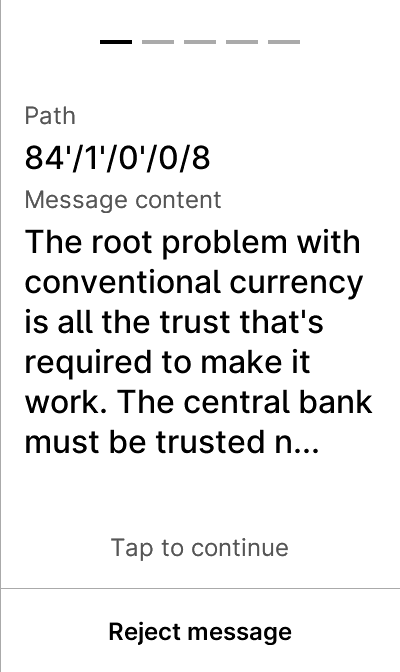 Path
84'/1'/0'/0/8
Message content
The root problem with
conventional currency
is all the trust that's
required to make it
work. The central bank
must be trusted n...
Tap to continue
Reject message